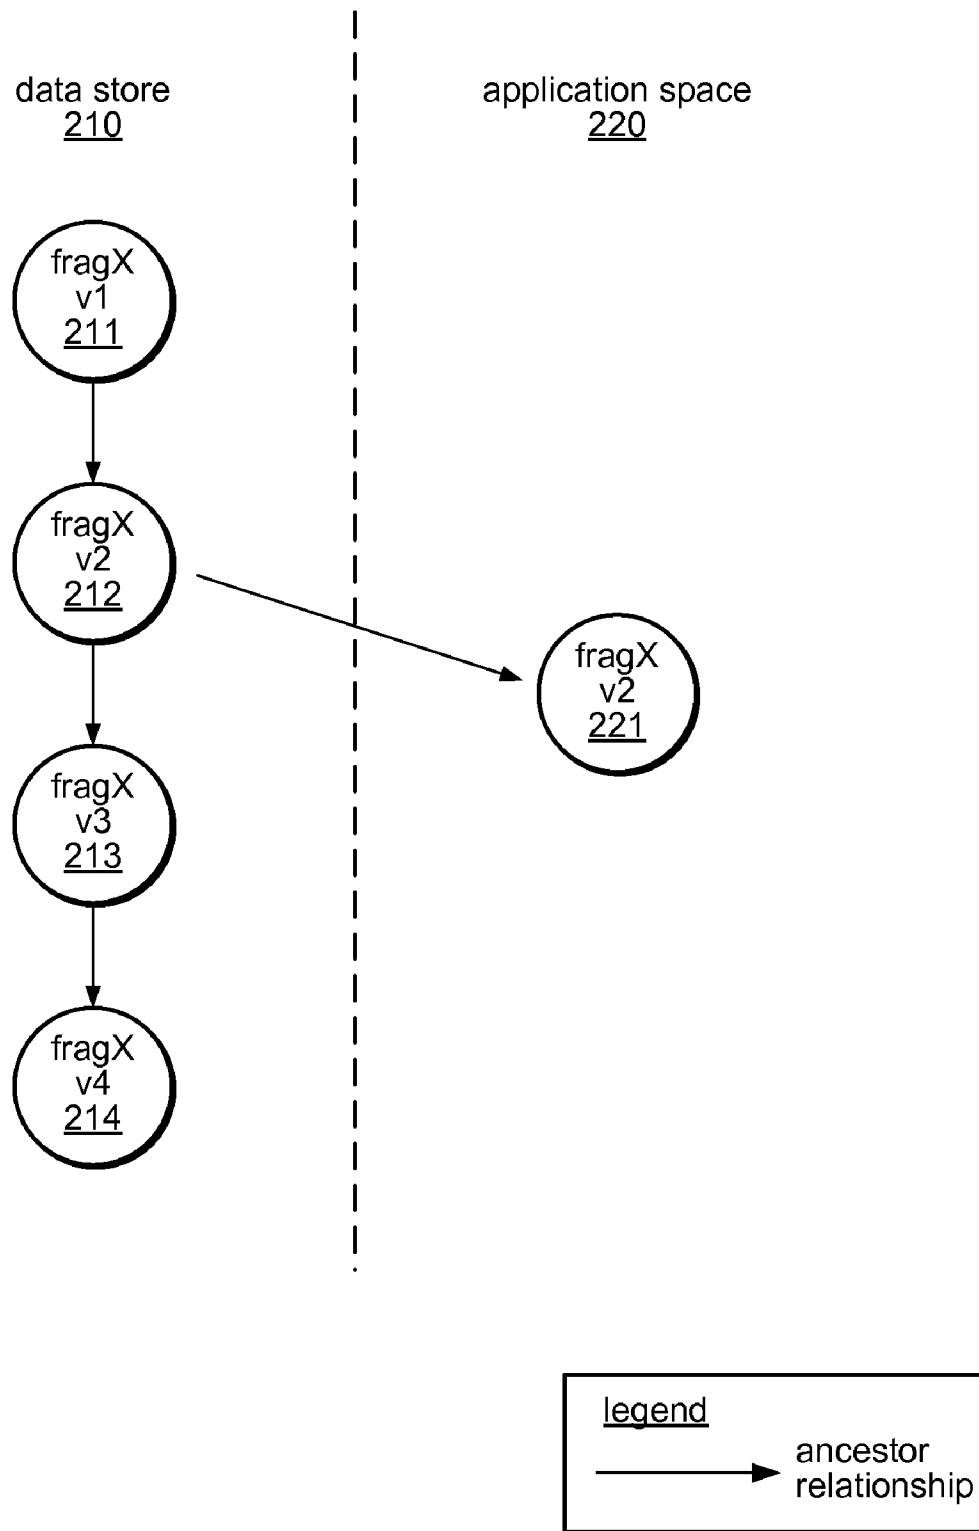 data store
210
application space
220
fragX
v1
211
fragX
v2
212
fragX
v2
221
fragX
v3
213
fragX
v4
214
legend
ancestor
relationship